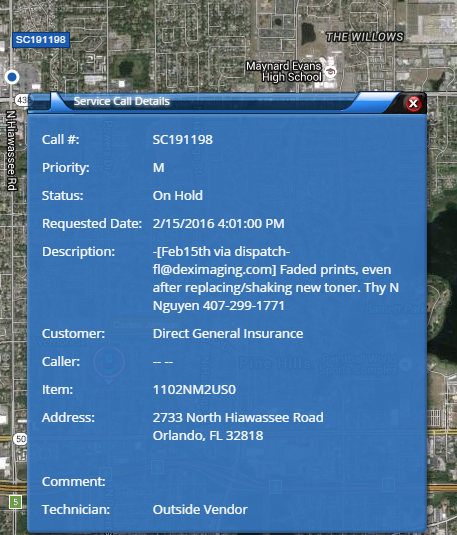 SC191198
THE WILLOWS
Maynard Evans
High School
43
N Hiawassee Rd
Service Call Details
Call #: SC191198
Priority: M
Status: On Hold
Requested Date: 2/15/2016 4:01:00 PM
Description: -[Feb15th via dispatch-
fl@deximaging.com] Faded prints, even
after replacing/shaking new toner. Thy N
Nguyen 407-299-1771
Customer: Direct General Insurance
Caller: -- --
Item: 1102NM2US0
Address: 2733 North Hiawassee Road
Orlando, FL 32818
50
Comment:
5
Technician: Outside Vendor